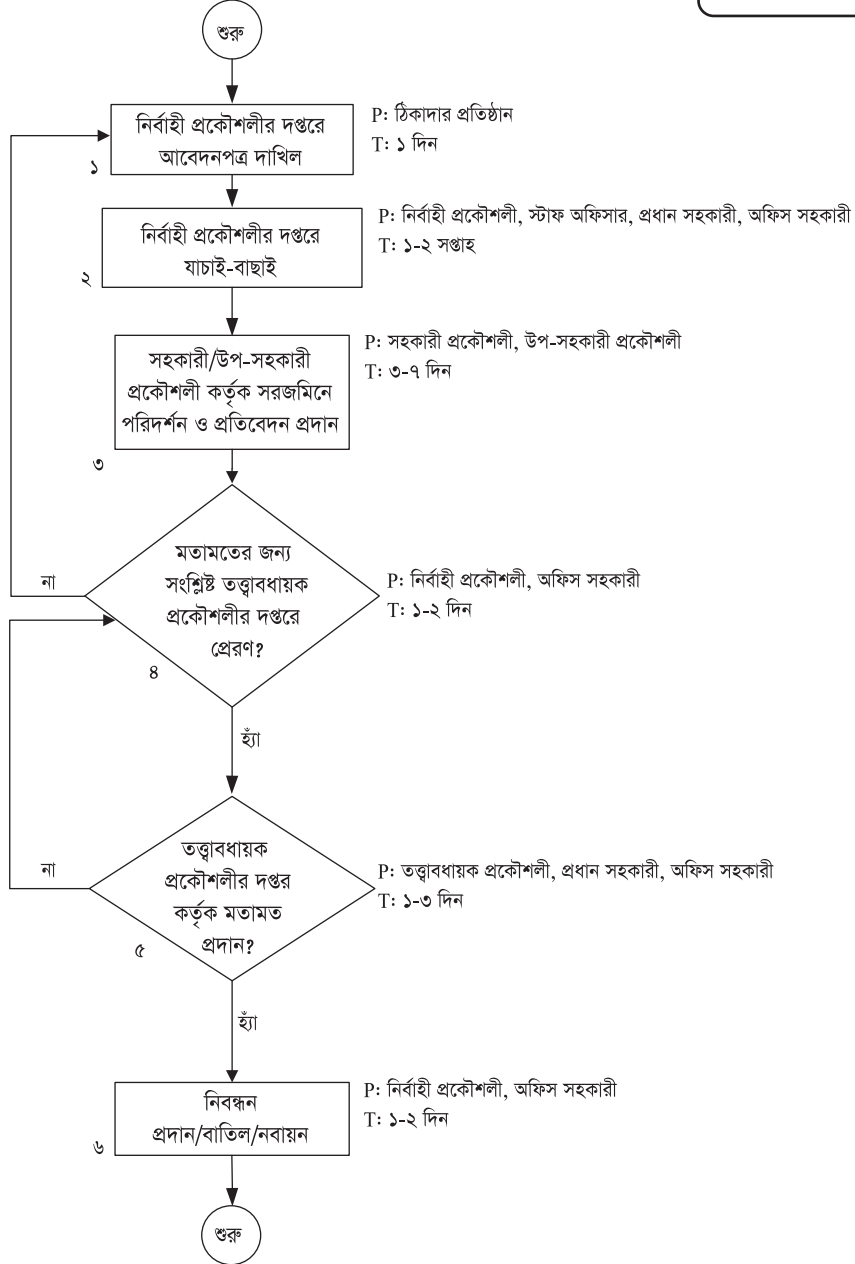 শুরু
নির্বাহী প্রকৌশলীর দপ্তরে
আবেদনপত্র দাখিল
১
P: ঠিকাদার প্রতিষ্ঠান
T: ১ দিন
নির্বাহী প্রকৌশলীর দপ্তরে
যাচাই-বাছাই
২
P: নির্বাহী প্রকৌশলী, স্টাফ অফিসার, প্রধান সহকারী, অফিস সহকারী
T: ১-২ সপ্তাহ
সহকারী/উপ-সহকারী
প্রকৌশলী কর্তৃক সরজমিনে
পরিদর্শন ও প্রতিবেদন প্রদান
৩
P: সহকারী প্রকৌশলী, উপ-সহকারী প্রকৌশলী
T: ৩-৭ দিন
মতামতের জন্য
সংশ্লিষ্ট তত্ত্বাবধায়ক
প্রকৌশলীর দপ্তরে
প্রেরণ?
৪
না
P: নির্বাহী প্রকৌশলী, অফিস সহকারী
T: ১-২ দিন
হ্যাঁ
তত্ত্বাবধায়ক
প্রকৌশলীর দপ্তর
কর্তৃক মতামত
প্রদান?
৫
না
P: তত্ত্বাবধায়ক প্রকৌশলী, প্রধান সহকারী, অফিস সহকারী
T: ১-৩ দিন
হ্যাঁ
নিবন্ধন
প্রদান/বাতিল/নবায়ন
৬
P: নির্বাহী প্রকৌশলী, অফিস সহকারী
T: ১-২ দিন
শুরু